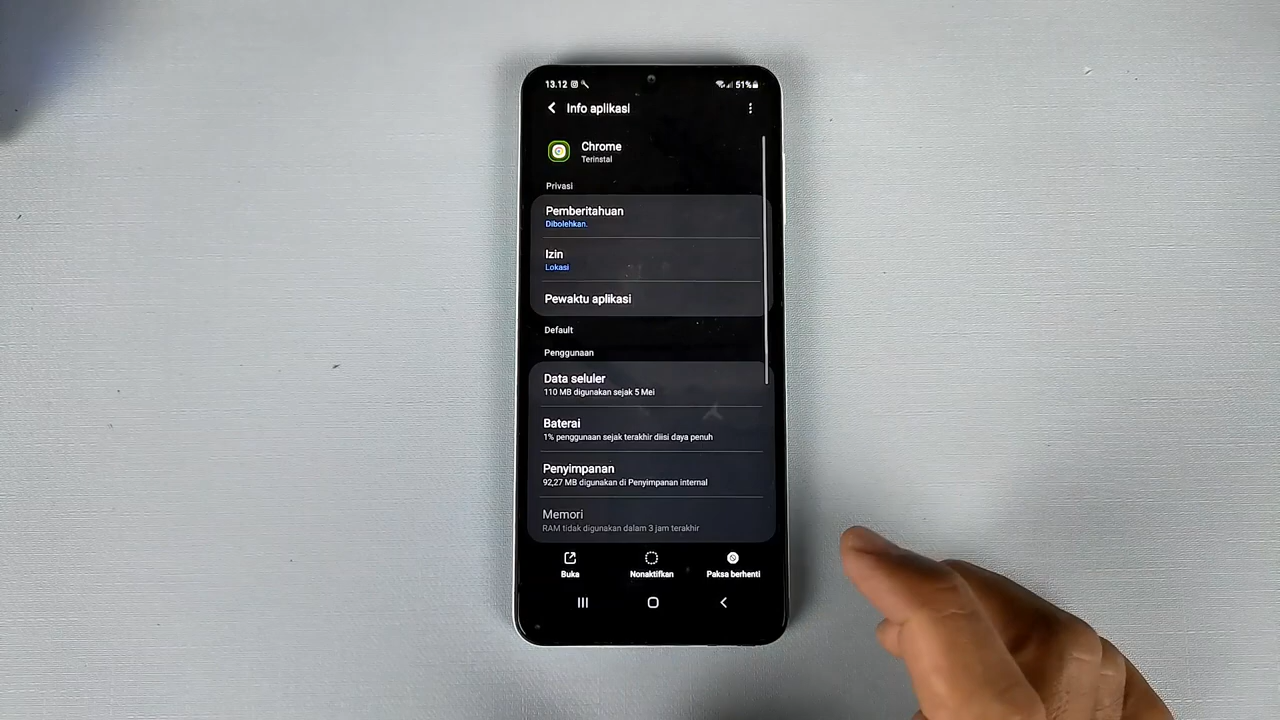 13.12 51%
Info aplikasi
Chrome
Terinstal
Privasi
Pemberitahuan
Dibolehkan.
Izin
Lokasi
Pewaktu aplikasi
Default
Penggunaan
Data seluler
110 MB digunakan sejak 5 Mei
Baterai
1% penggunaan sejak terakhir diisi daya penuh
Penyimpanan
92,27 MB digunakan di Penyimpanan internal
Memori
RAM tidak digunakan dalam 3 jam terakhir
Buka Nonaktifkan Paksa berhenti